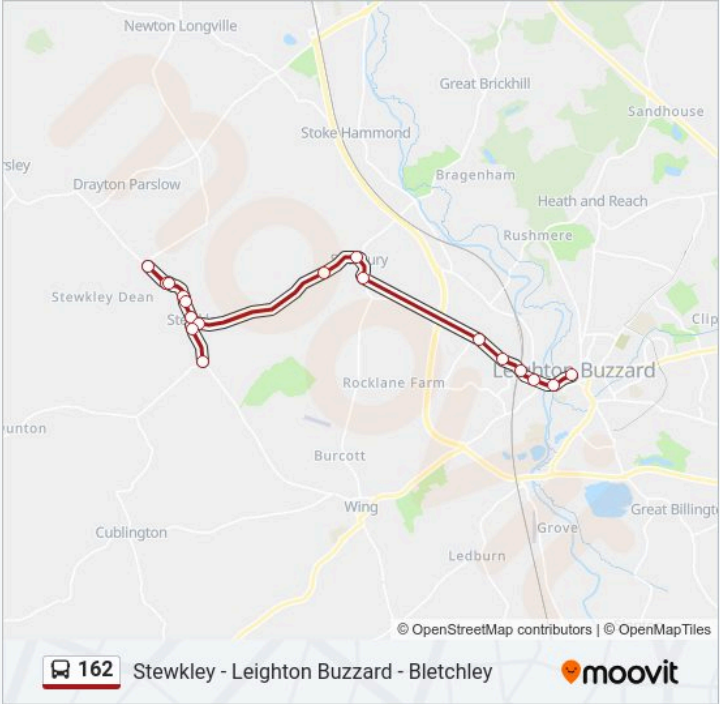 Newton Longville
Great Brickhill
Sandhouse
Stoke Hammond
rsley
Bragenham
Drayton Parslow
Heath and Reach
Rushmere
ury
Stewkley Dean
Clip
Ste
Leighton Buzzard
Rocklane Farm
unton
Burcott
Wing
Great Billingt
Cublington
Grove
Ledburn
© OpenStreetMap contributors | © OpenMapTiles
162 Stewkley - Leighton Buzzard - Bletchley
moovit